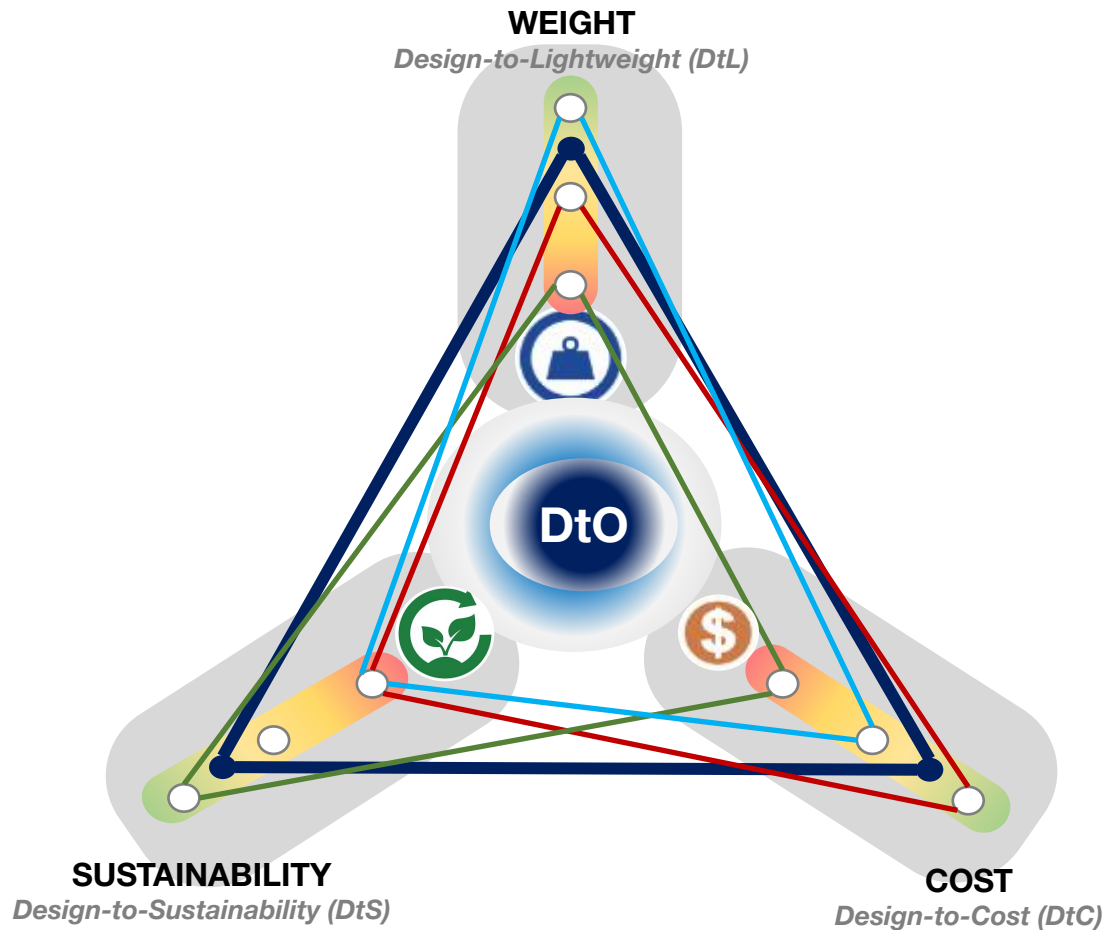 WEIGHT
Design-to-Lightweight (DtL)
DtO
$
SUSTAINABILITY
Design-to-Sustainability (DtS)
COST
Design-to-Cost (DtC)